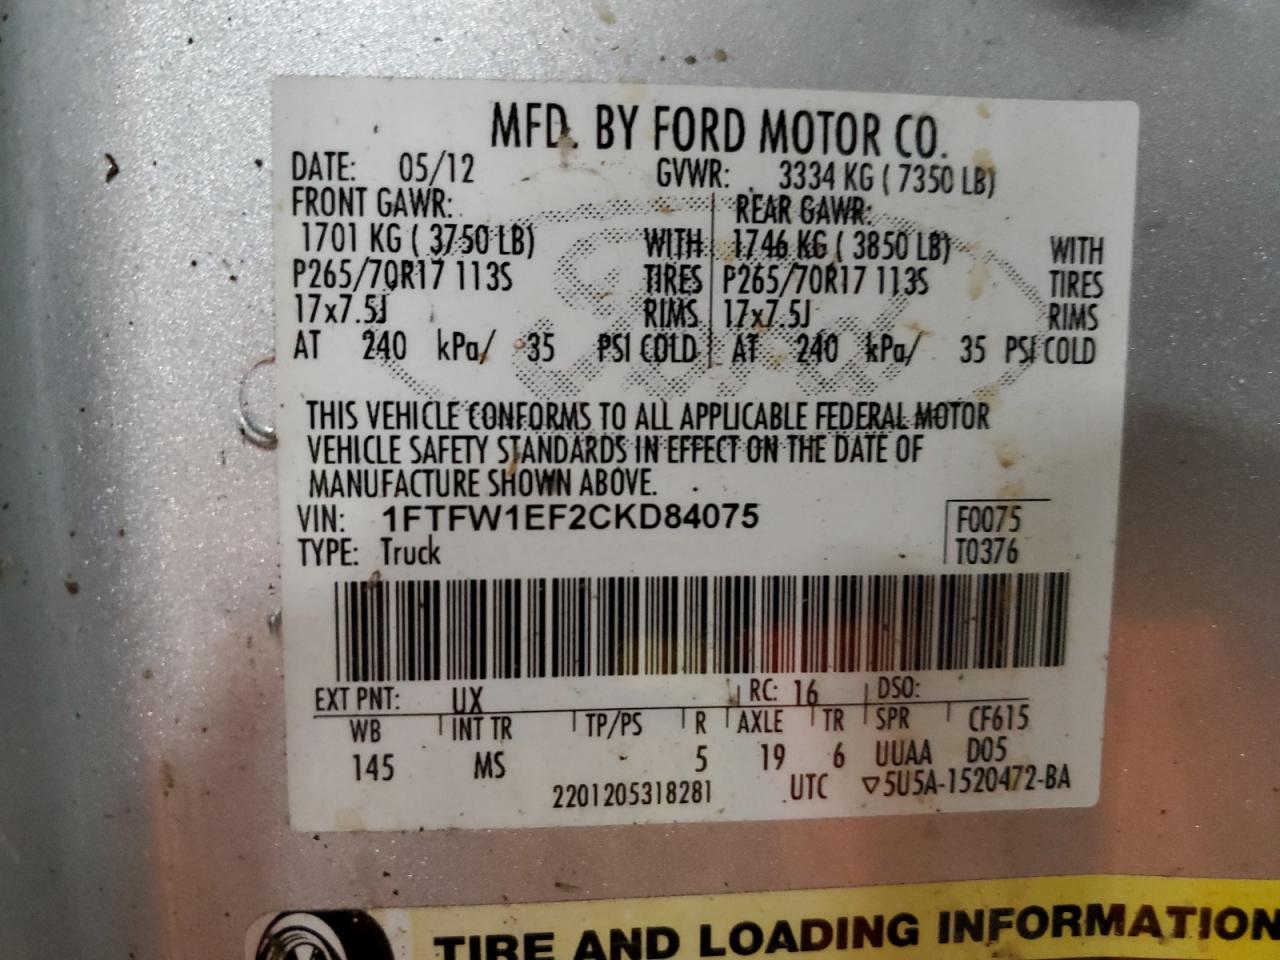 MFD. BY FORD MOTOR CO.
DATE: 05/12 GVWR: 3334 KG ( 7350 LB)
FRONT GAWR: REAR GAWR:
1701 KG ( 3750 LB) WITH 1746 KG ( 3850 LB) WITH
P265/70R17 113S TIRES P265/70R17 113S TIRES
17x7.5J RIMS 17x7.5J RIMS
AT 240 kPa/ 35 PSI COLD AT 240 kPa/ 35 PSI COLD
THIS VEHICLE CONFORMS TO ALL APPLICABLE FEDERAL MOTOR
VEHICLE SAFETY STANDARDS IN EFFECT ON THE DATE OF
MANUFACTURE SHOWN ABOVE.
VIN: 1FTFW1EF2CKD84075 F0075
TYPE: Truck T0376
EXT PNT: UX RC: 16 DSO:
WB INT TR TP/PS R AXLE TR SPR CF615
145 MS 5 19 6 UUAA D05
2201205318281 UTC ▽5U5A-1520472-BA
TIRE AND LOADING INFORMATION